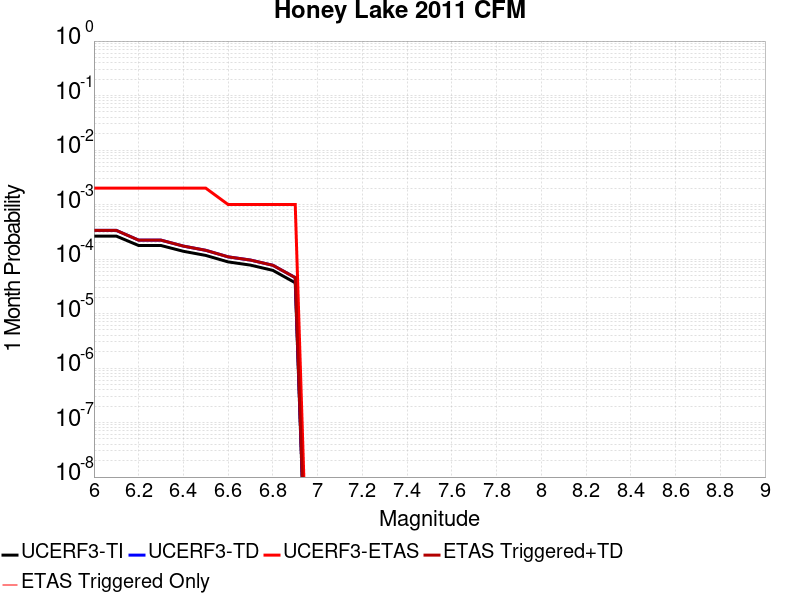 Honey Lake 2011 CFM
10^0
10^-1
10^-2
10^-3
10^-4
10^-5
10^-6
10^-7
10^-8
1 Month Probability
6 6.2 6.4 6.6 6.8 7 7.2 7.4 7.6 7.8 8 8.2 8.4 8.6 8.8 9
Magnitude
UCERF3-TI UCERF3-TD UCERF3-ETAS ETAS Triggered+TD
ETAS Triggered Only